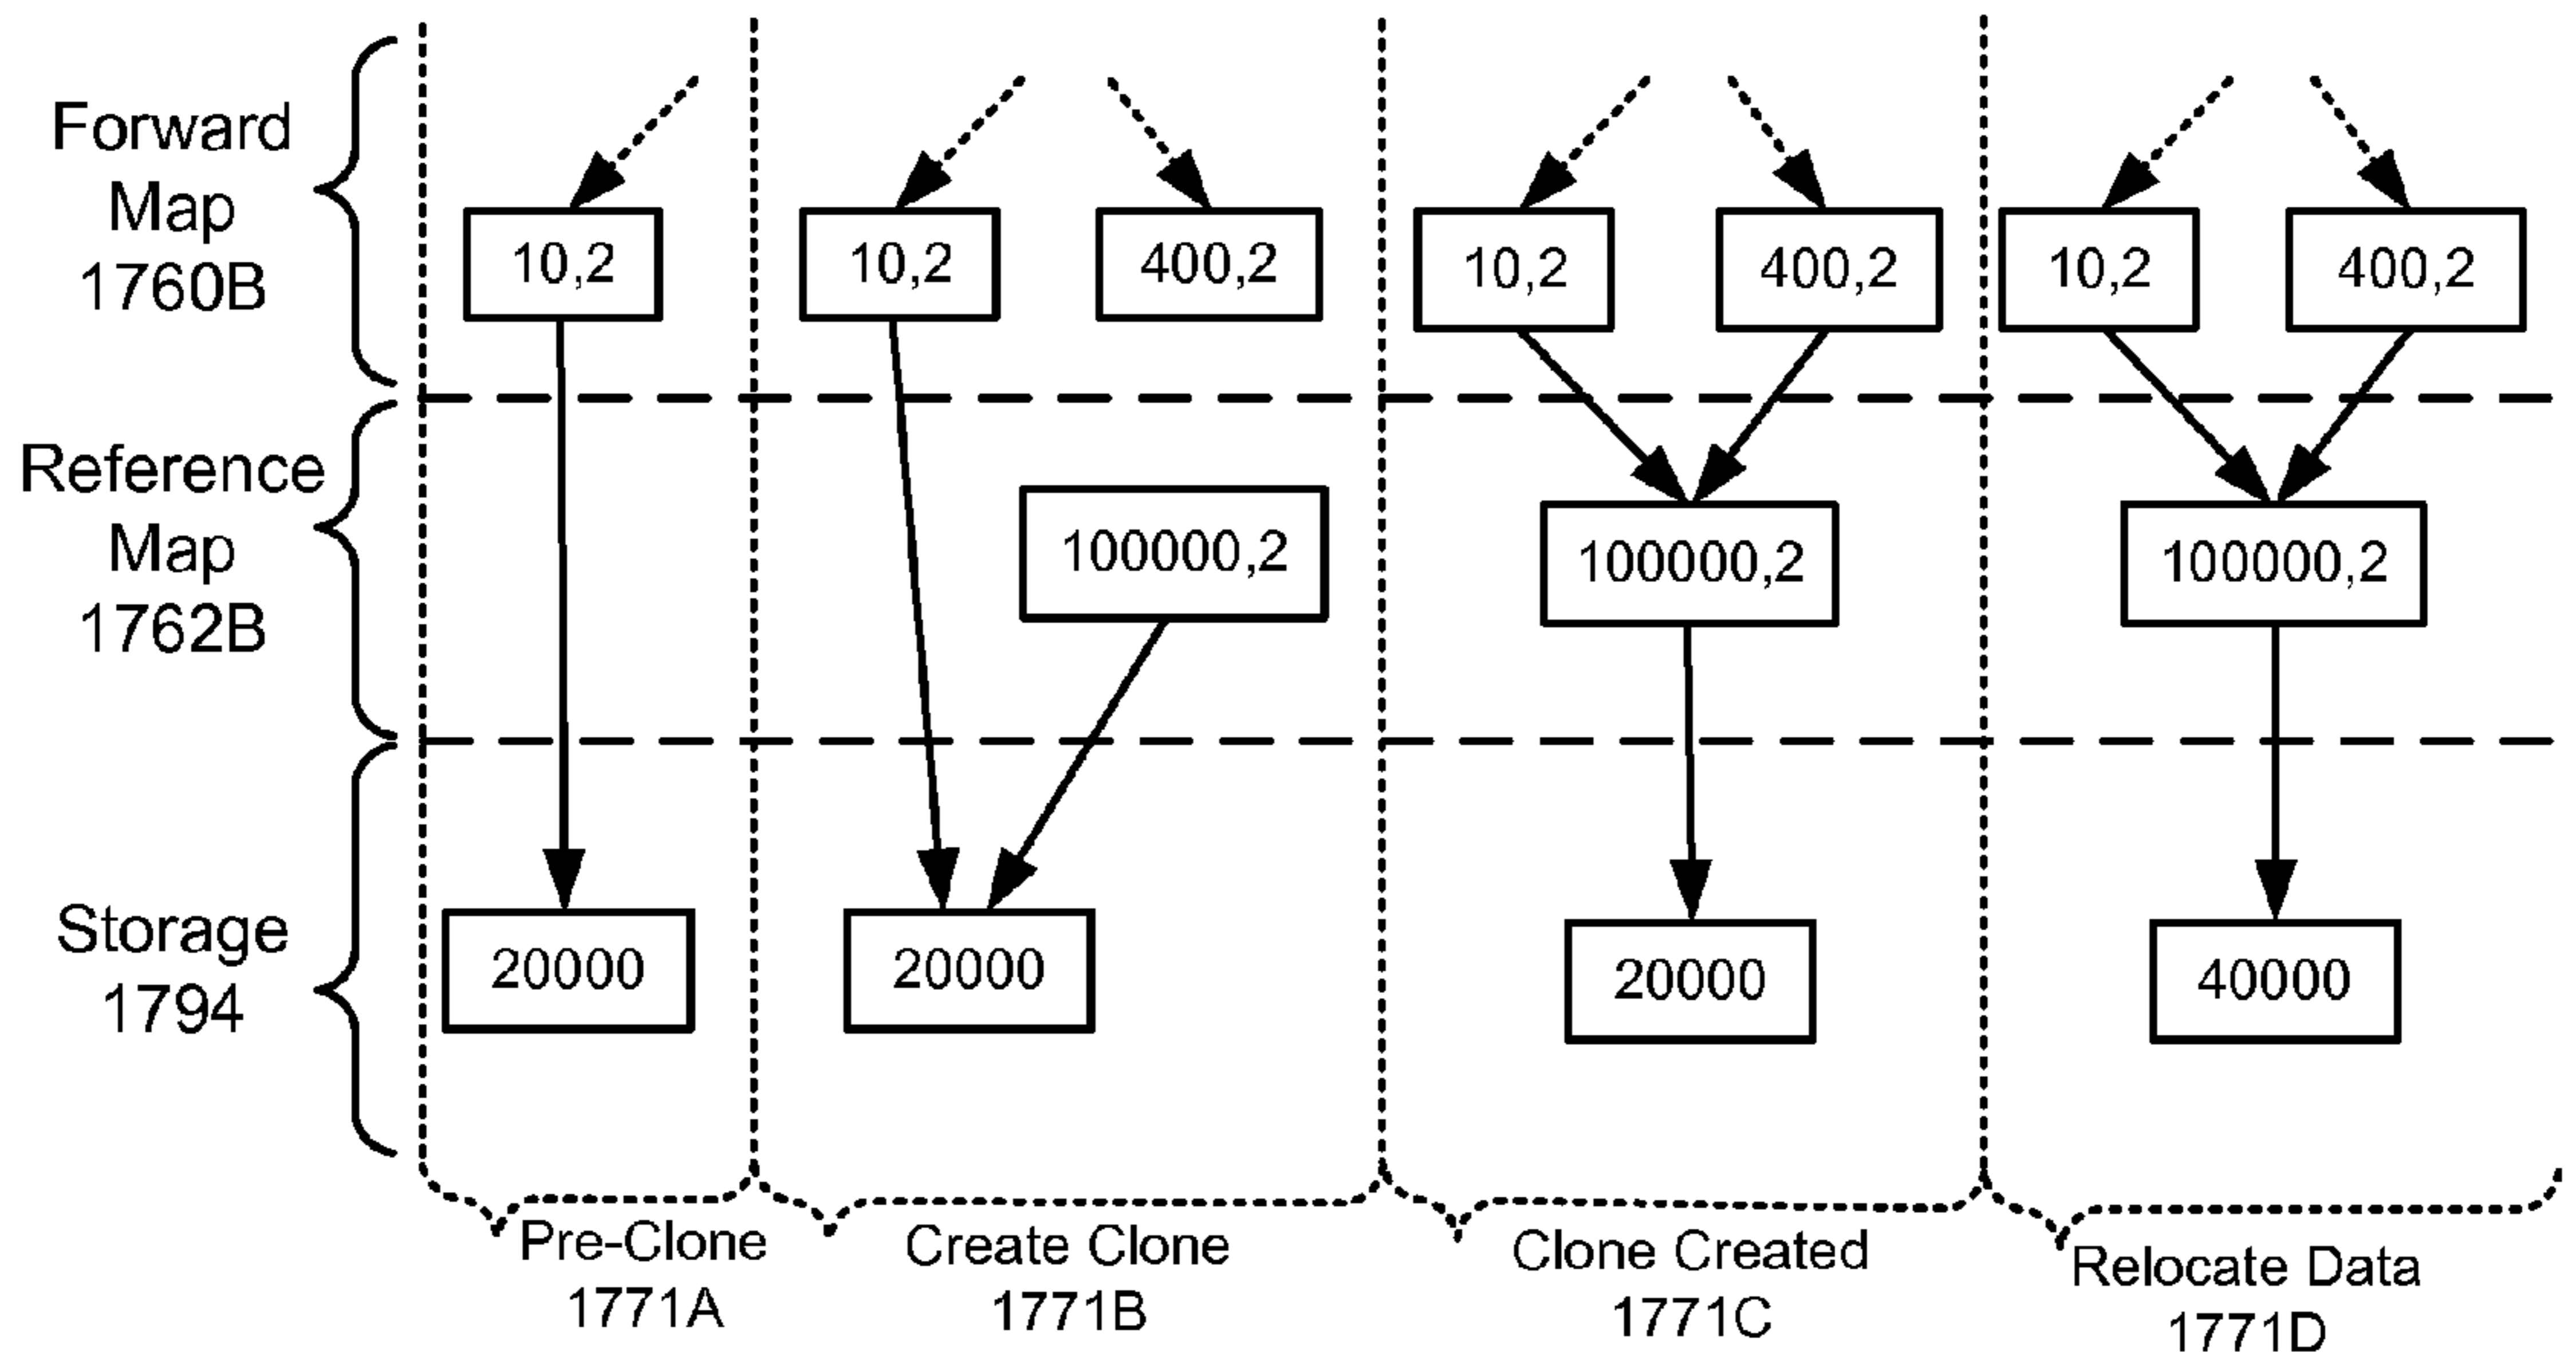 Forward
Map
1760B
10,2
10,2
400,2
10,2
400,2
10,2
400,2
Reference
Map
1762B
100000,2
100000,2
100000,2
Storage
1794
20000
20000
20000
40000
Pre-Clone
1771A
Create Clone
1771B
Clone Created
1771C
Relocate Data
1771D